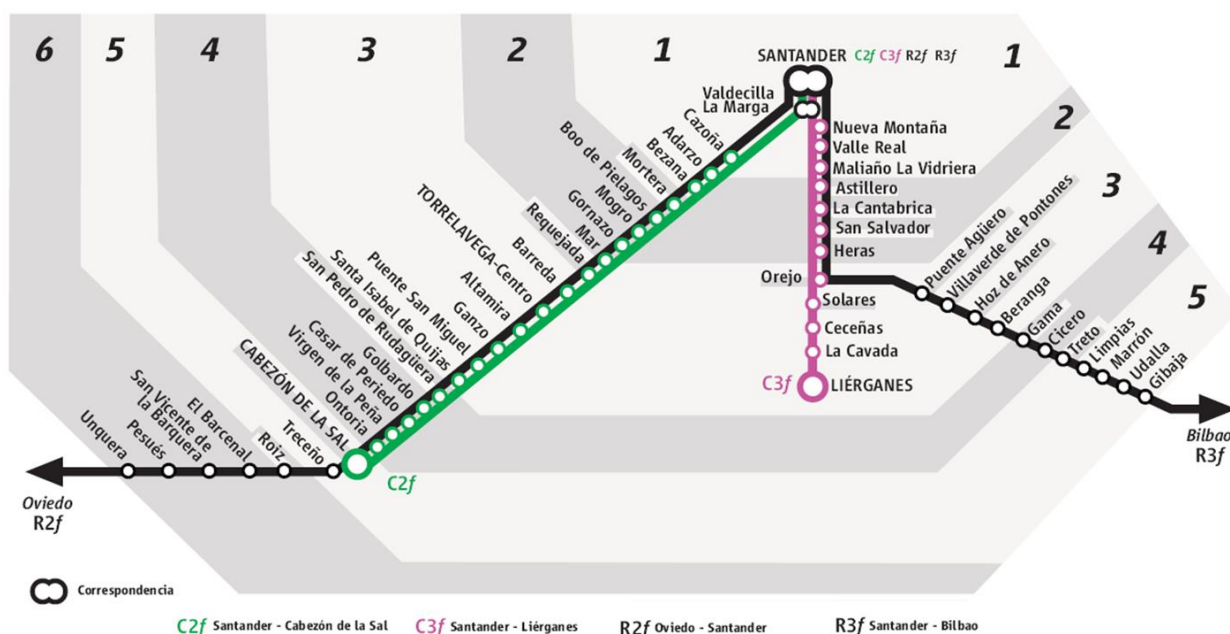 6 5 4 3 2 1
SANTANDER C2f C3f R2f R3f
1
2
3
4
5
Valdecilla
La Marga
Cazoña
Adarzo
Bezana
Mortera
Boo de Pielagos
Mogro
Gornazo
Mar
Requejada
Barreda
TORRELAVEGA-Centro
Altamira
Ganzo
Puente San Miguel
Santa Isabel de Quijas
San Pedro de Rudagüera
Golbardo
Casar de Periedo
Virgen de la Peña
Ontoria
CABEZÓN DE LA SAL
C2f
Treceño
Roiz
El Barcenal
San Vicente de
la Barquera
Pesués
Unquera
Oviedo
R2f
Nueva Montaña
Valle Real
Maliaño La Vidriera
Astillero
La Cantabrica
San Salvador
Heras
Orejo
Solares
Ceceñas
La Cavada
C3f LIÉRGANES
Puente Agüero
Villaverde de Pontones
Hoz de Anero
Beranga
Gama
Cicero
Treto
Limpias
Marrón
Udalla
Gibaja
Bilbao
R3f
Correspondencia
C2f Santander - Cabezón de la Sal C3f Santander - Liérganes R2f Oviedo - Santander R3f Santander - Bilbao